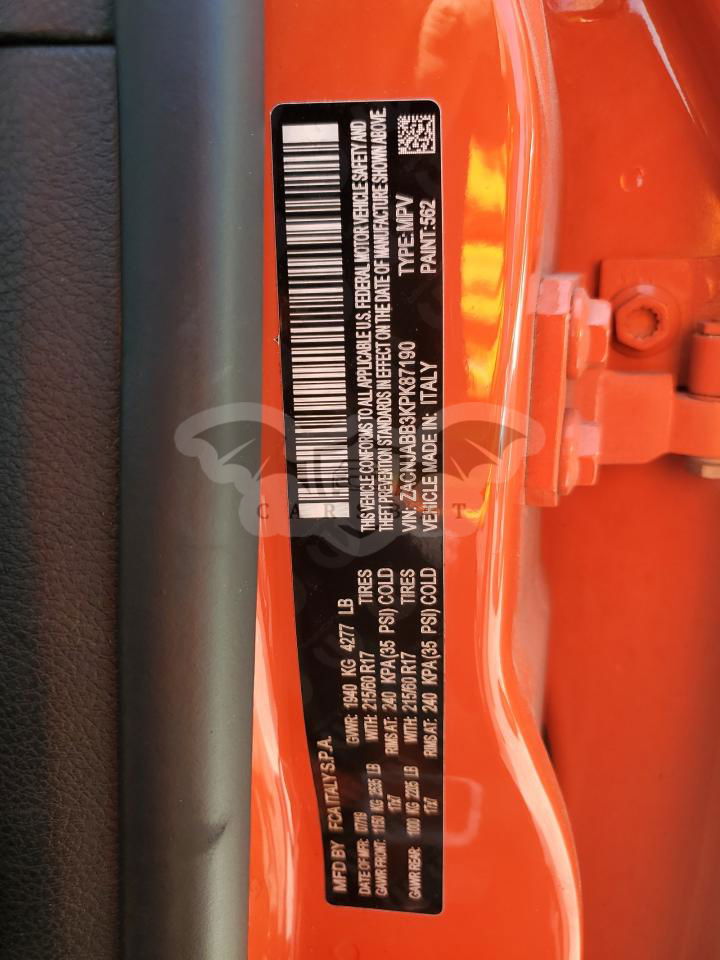 MFD BY FCA ITALY S.P.A.
DATE OF MFR: 07/19 GVWR: 1940 KG 4277 LB
GAWR FRONT: 1150 KG 2535 LB WITH: 215/60 R17 TIRES
17x7 RIMS AT: 240 KPA(35 PSI) COLD
GAWR REAR: 1000 KG 2205 LB WITH: 215/60 R17 TIRES
17x7 RIMS AT: 240 KPA(35 PSI) COLD
THIS VEHICLE CONFORMS TO ALL APPLICABLE U.S. FEDERAL MOTOR VEHICLE SAFETY AND
THEFT PREVENTION STANDARDS IN EFFECT ON THE DATE OF MANUFACTURE SHOWN ABOVE.
VIN: ZACNJABB3KPK87190 TYPE: MPV
VEHICLE MADE IN: ITALY PAINT: 562